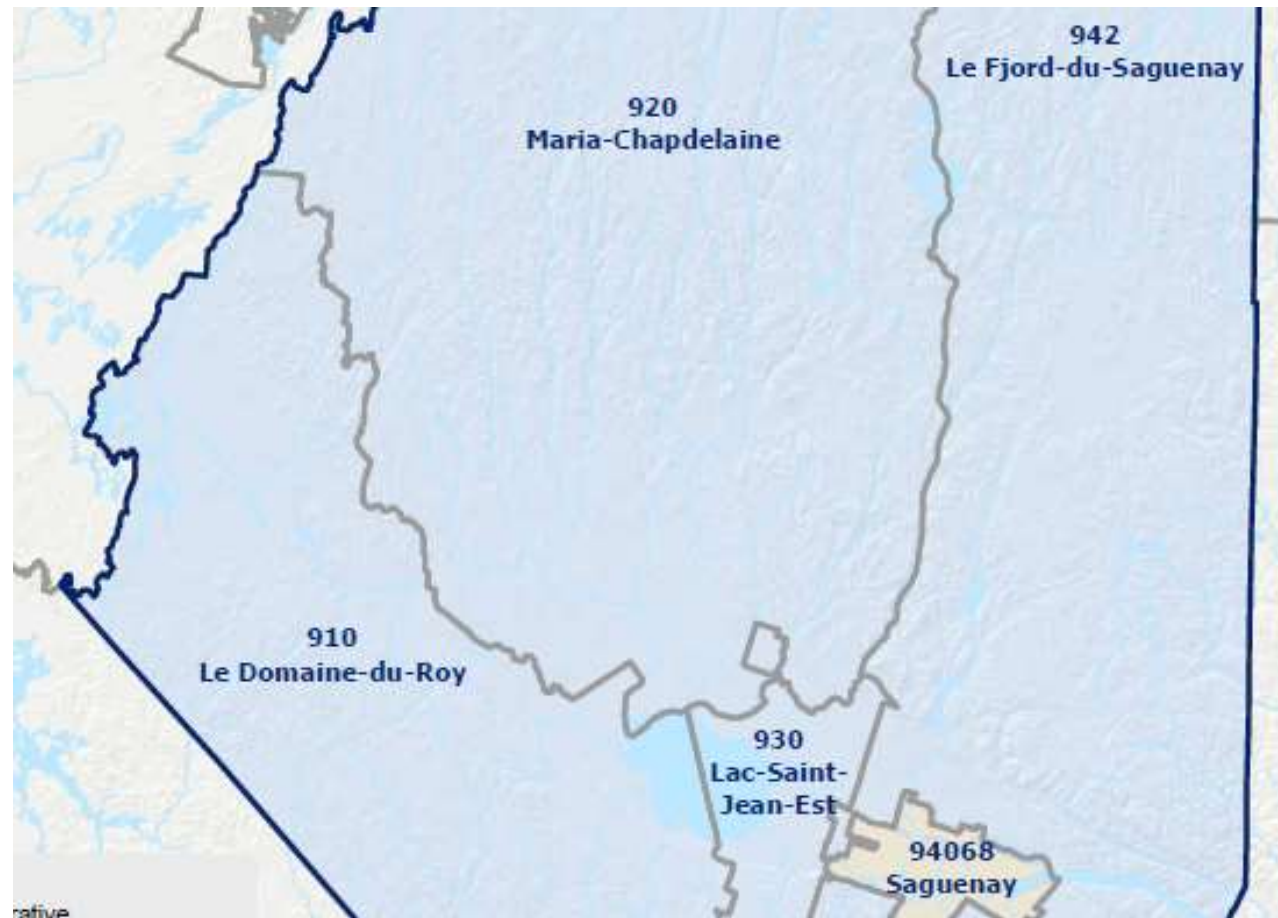 942
Le Fjord-du-Saguenay
920
Maria-Chapdelaine
910
Le Domaine-du-Roy
930
Lac-Saint-
Jean-Est
94068
Saguenay